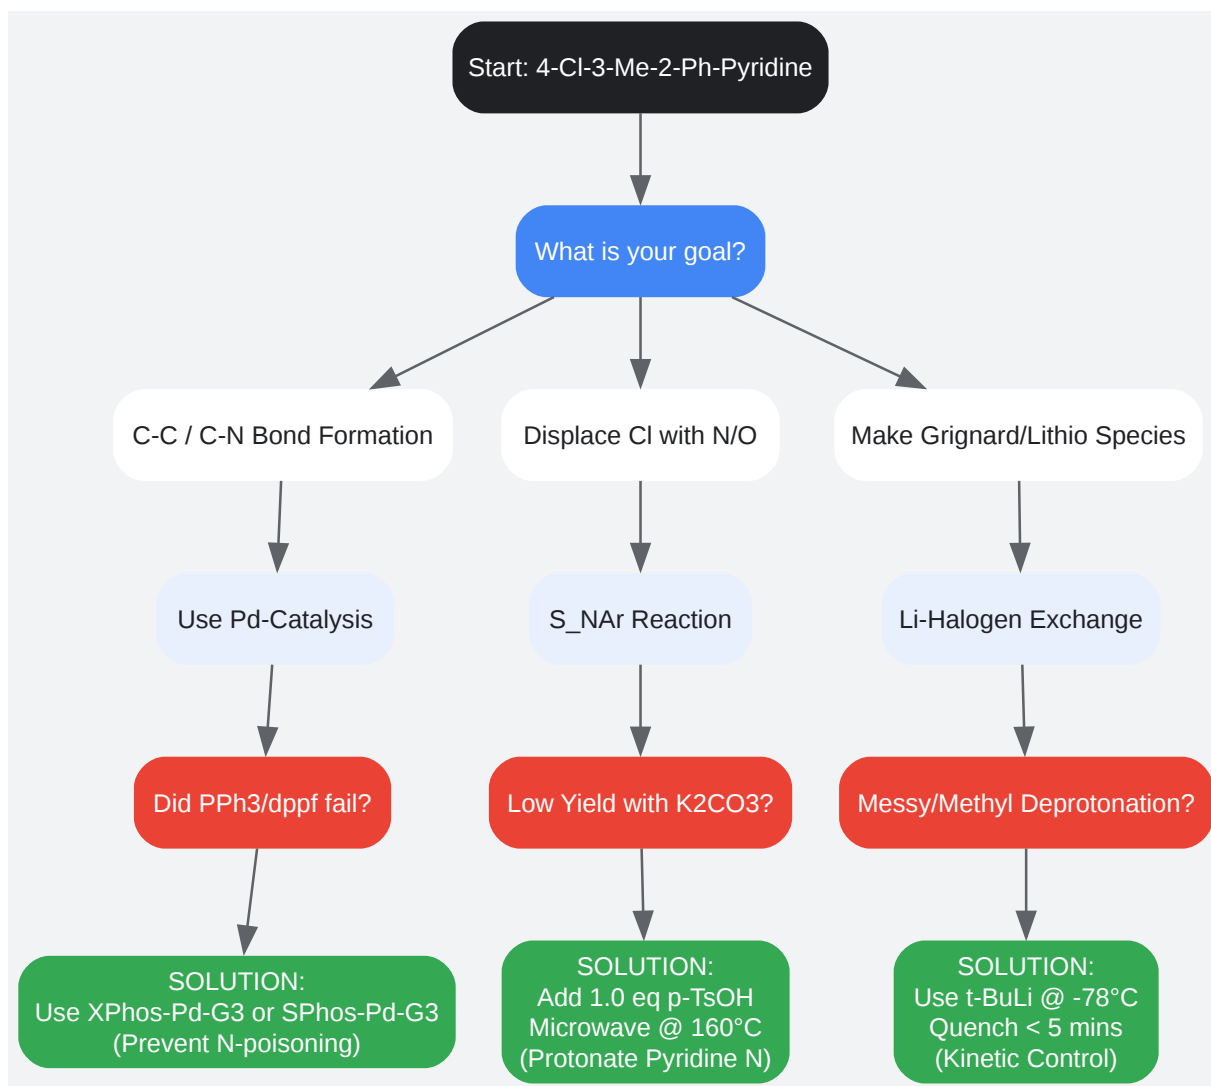 Start: 4-Cl-3-Me-2-Ph-Pyridine
What is your goal?
C-C / C-N Bond Formation
Displace Cl with N/O
Make Grignard/Lithio Species
Use Pd-Catalysis
S_NAr Reaction
Li-Halogen Exchange
Did PPh3/dppf fail?
Low Yield with K2CO3?
Messy/Methyl Deprotonation?
SOLUTION:
Use XPhos-Pd-G3 or SPhos-Pd-G3
(Prevent N-poisoning)
SOLUTION:
Add 1.0 eq p-TsOH
Microwave @ 160°C
(Protonate Pyridine N)
SOLUTION:
Use t-BuLi @ -78°C
Quench < 5 mins
(Kinetic Control)